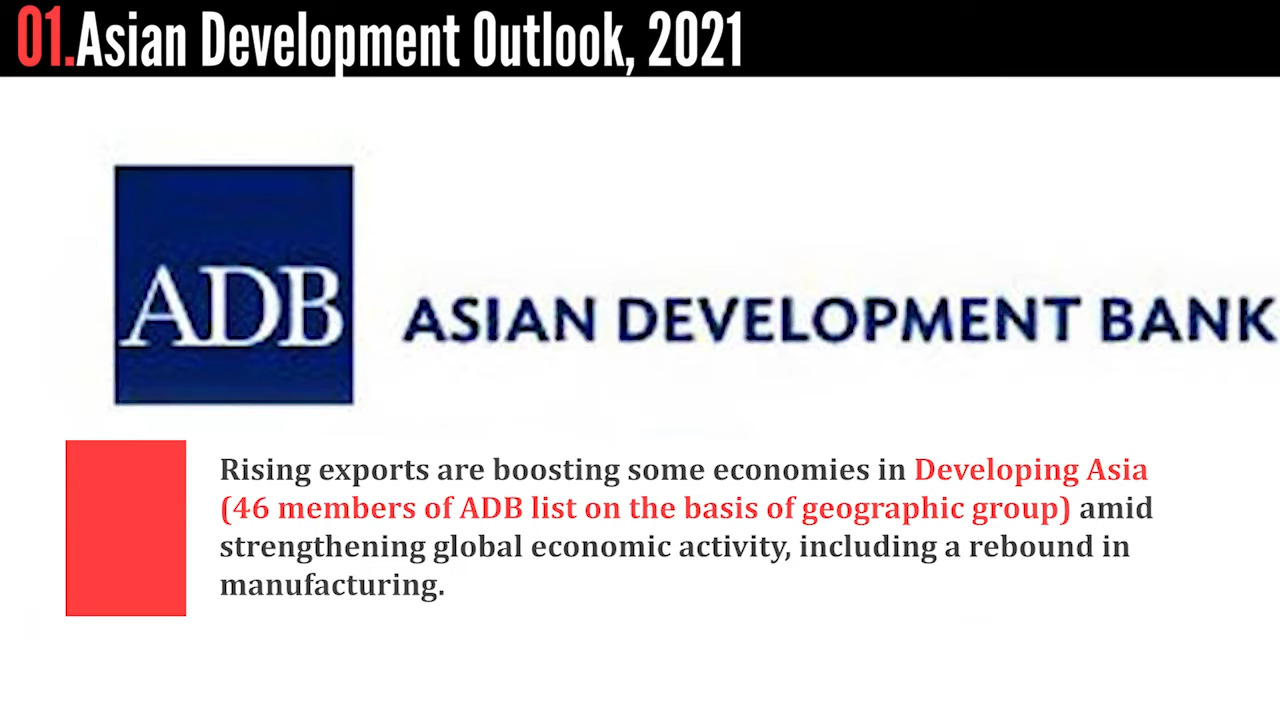 01.Asian Development Outlook, 2021
ADB
ASIAN DEVELOPMENT BANK
Rising exports are boosting some economies in Developing Asia
(46 members of ADB list on the basis of geographic group) amid
strengthening global economic activity, including a rebound in
manufacturing.